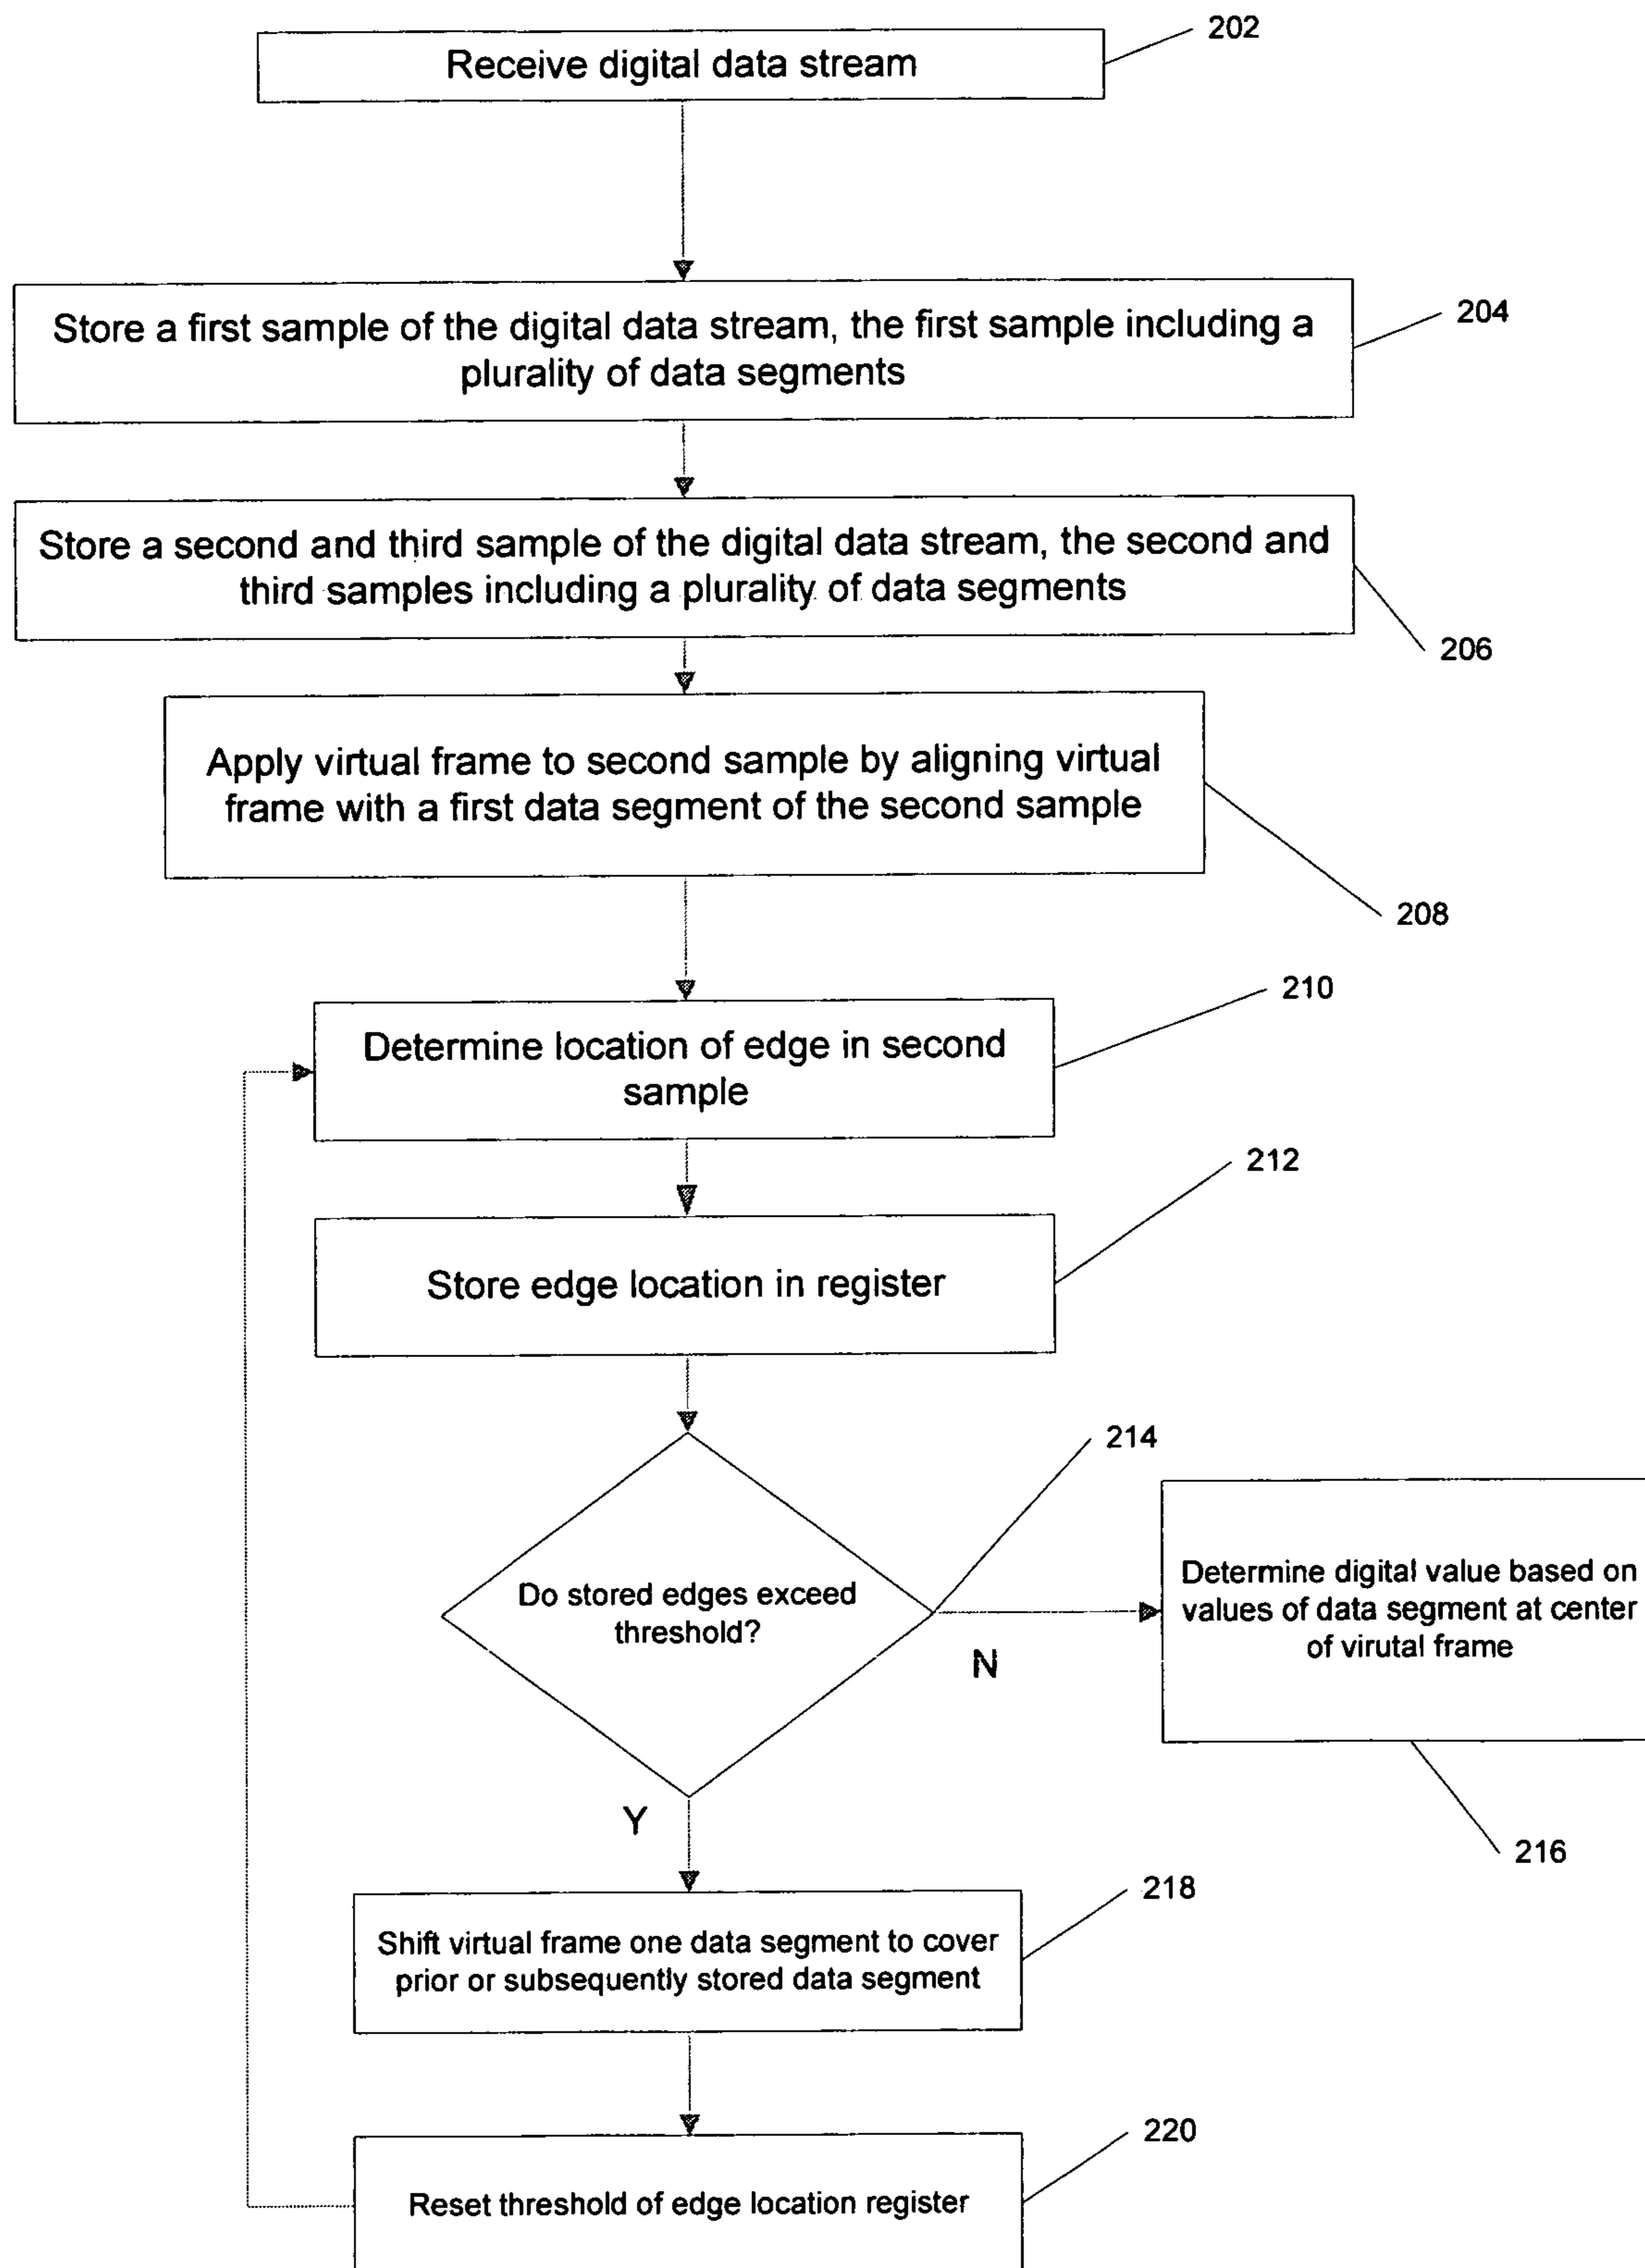 202
Receive digital data stream
204
Store a first sample of the digital data stream, the first sample including a
plurality of data segments
Store a second and third sample of the digital data stream, the second and
third samples including a plurality of data segments
206
Apply virtual frame to second sample by aligning virtual
frame with a first data segment of the second sample
208
210
Determine location of edge in second
sample
212
Store edge location in register
214
Do stored edges exceed
threshold?
N
Determine digital value based on
values of data segment at center
of virutal frame
Y
216
218
Shift virtual frame one data segment to cover
prior or subsequently stored data segment
220
Reset threshold of edge location register